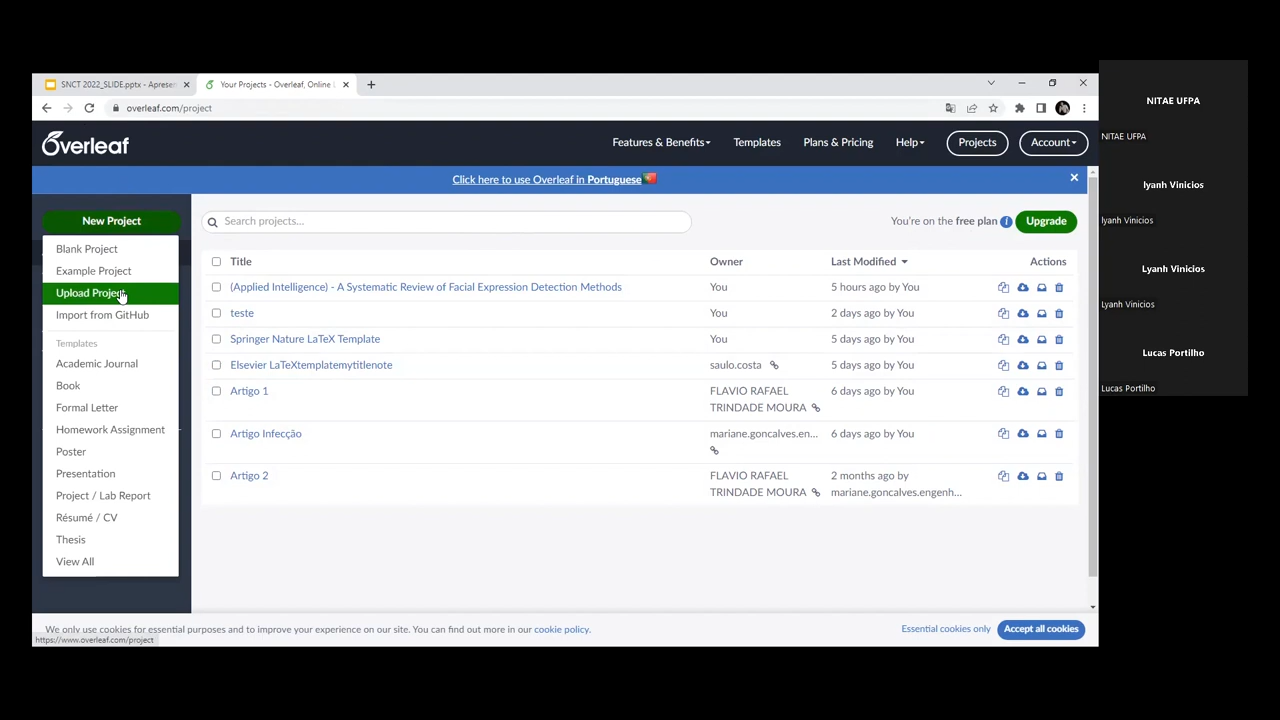 SNCT 2022_SLIDE.pptx - Apresen
Your Projects - Overleaf, Online L
overleaf.com/project
Overleaf
Features & Benefits
Templates
Plans & Pricing
Help
Projects
Account
Click here to use Overleaf in Portuguese
New Project
Search projects...
You're on the free plan
Upgrade
Blank Project
Example Project
Upload Project
Import from GitHub
Templates
Academic Journal
Book
Formal Letter
Homework Assignment
Poster
Presentation
Project / Lab Report
Résumé / CV
Thesis
View All
Title Owner Last Modified Actions
(Applied Intelligence) - A Systematic Review of Facial Expression Detection Methods You 5 hours ago by You
teste You 2 days ago by You
Springer Nature LaTeX Template You 5 days ago by You
Elsevier LaTeXtemplatemytitlenote saulo.costa 5 days ago by You
Artigo 1 FLAVIO RAFAEL 6 days ago by You
TRINDADE MOURA
Artigo Infecção mariane.goncalves.en... 6 days ago by You
Artigo 2 FLAVIO RAFAEL 2 months ago by
TRINDADE MOURA mariane.goncalves.engenh...
We only use cookies for essential purposes and to improve your experience on our site. You can find out more in our cookie policy.
Essential cookies only
Accept all cookies
https://www.overleaf.com/project
NITAE UFPA
NITAE UFPA
lyanh Vinicios
lyanh Vinicios
Lyanh Vinicios
Lyanh Vinicios
Lucas Portilho
Lucas Portilho